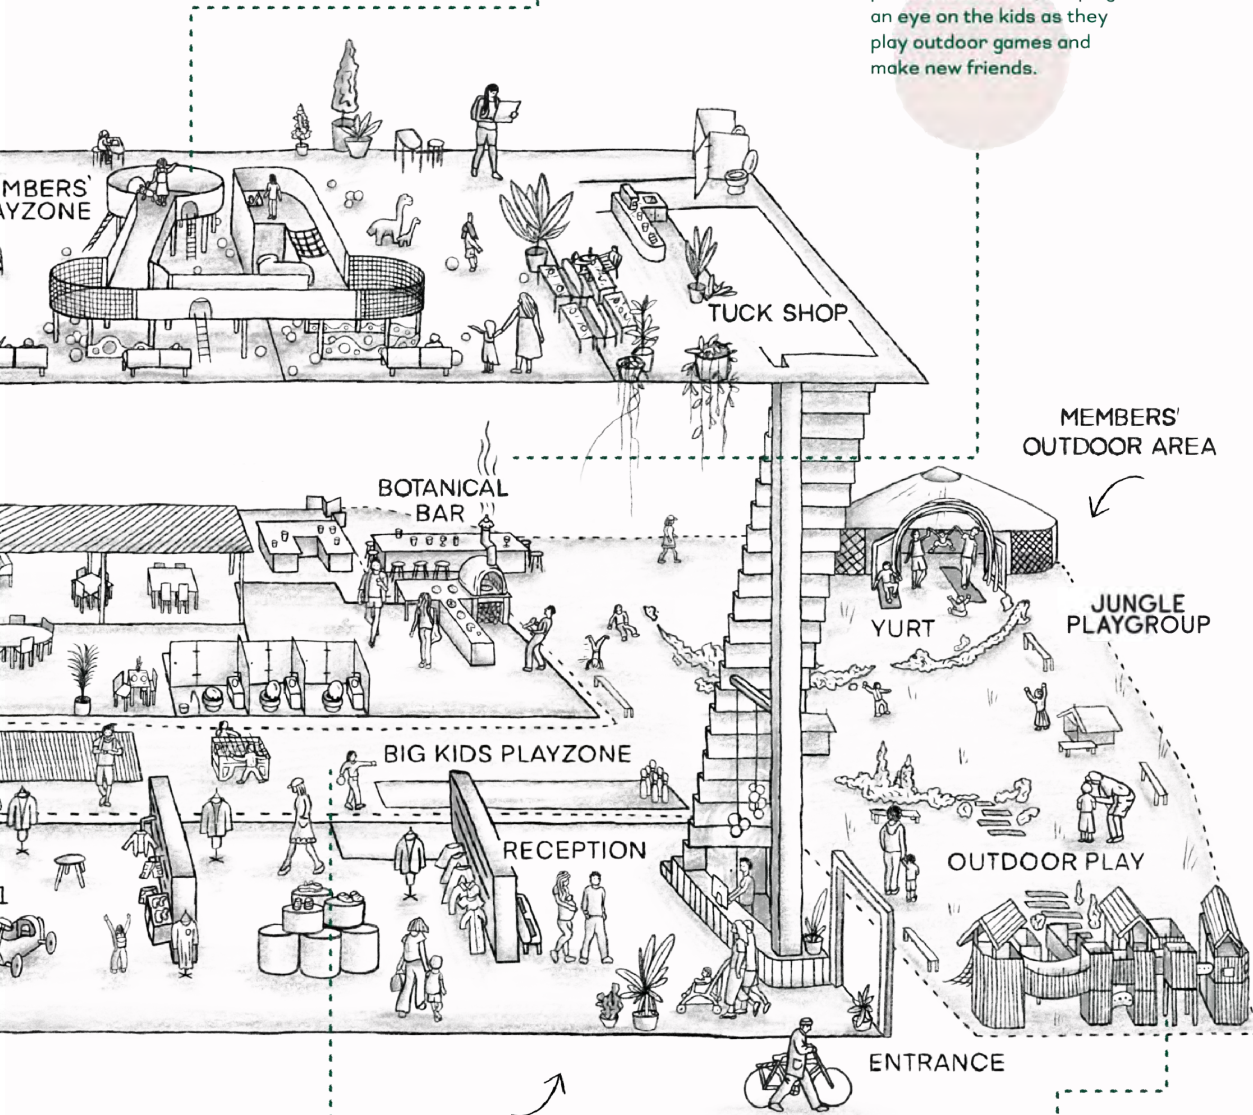 an eye on the kids as they
play outdoor games and
make new friends.
MBERS'
AYZONE
TUCK SHOP
MEMBERS'
OUTDOOR AREA
BOTANICAL
BAR
JUNGLE
PLAYGROUP
YURT
BIG KIDS PLAYZONE
RECEPTION
OUTDOOR PLAY
ENTRANCE